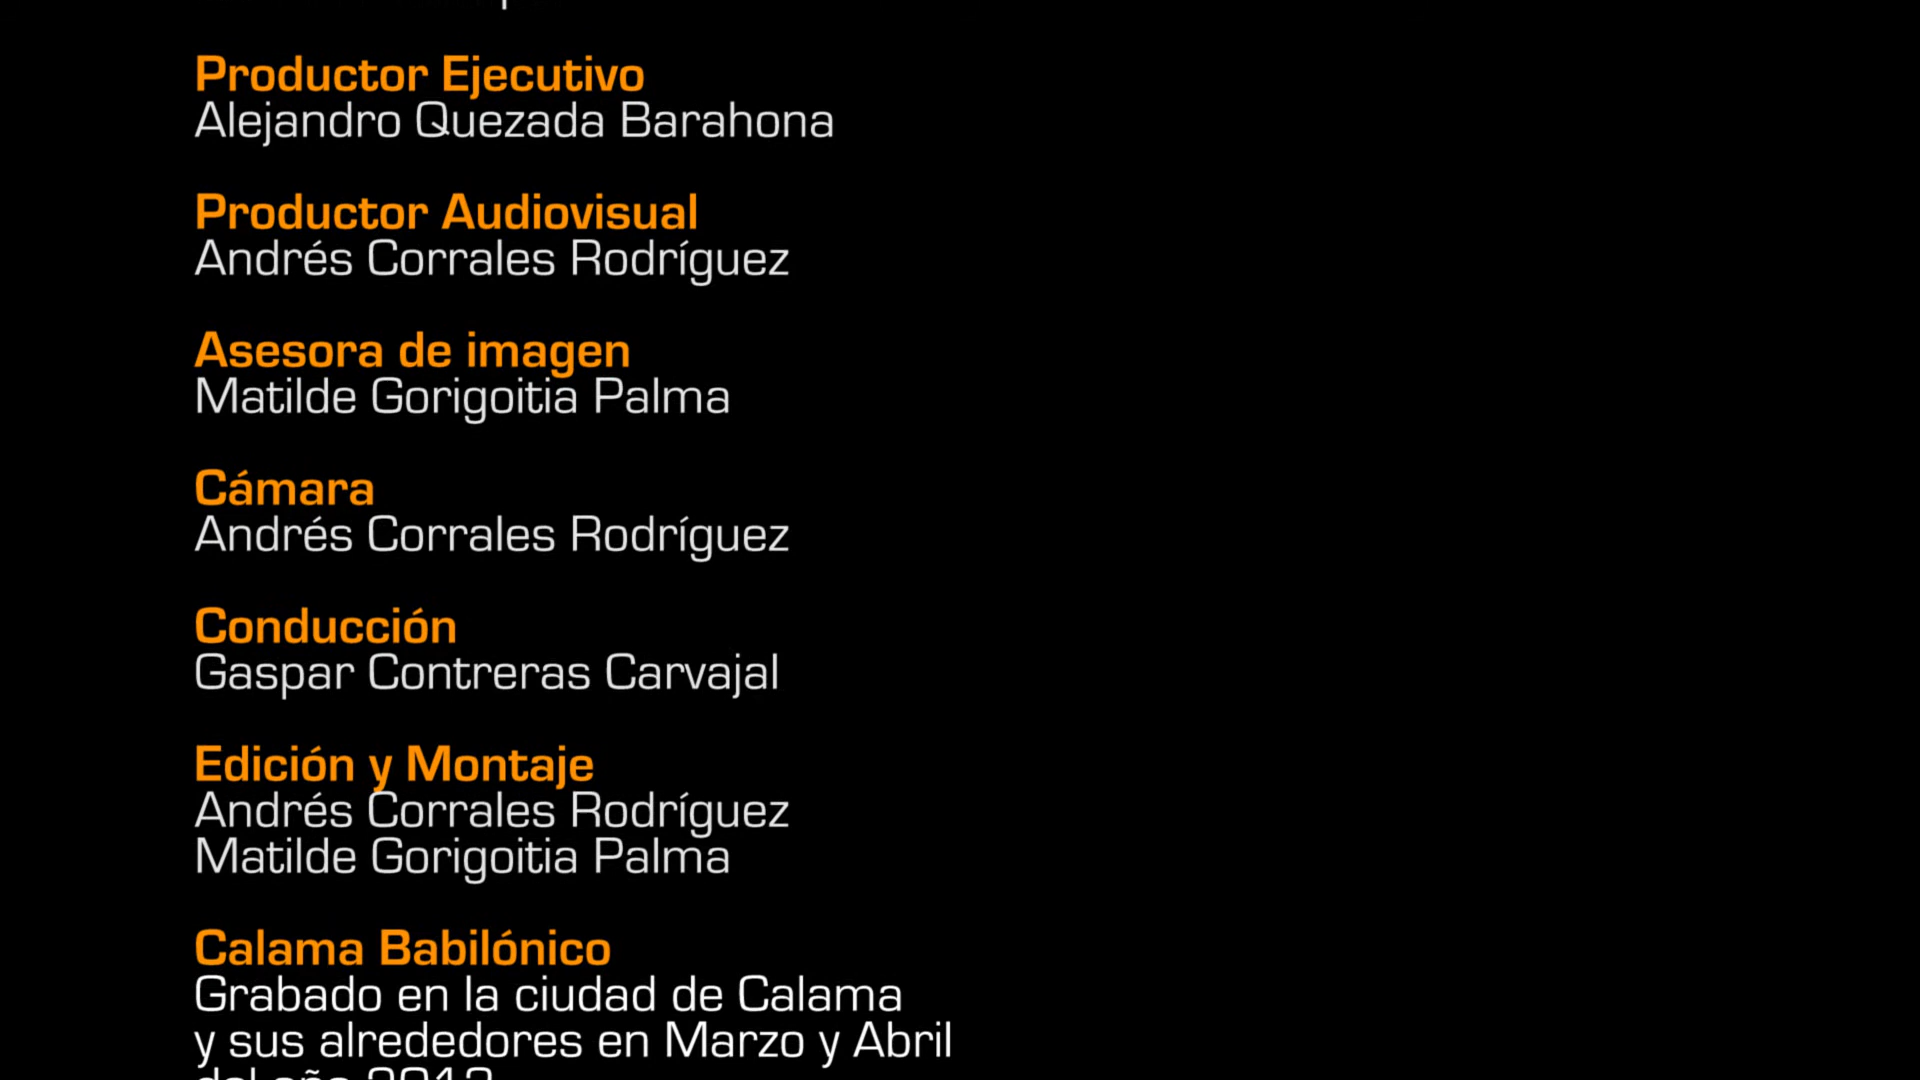 Productor Ejecutivo
Alejandro Quezada Barahona
Productor Audiovisual
Andrés Corrales Rodríguez
Asesora de imagen
Matilde Gorigoitia Palma
Cámara
Andrés Corrales Rodríguez
Conducción
Gaspar Contreras Carvajal
Edición y Montaje
Andrés Corrales Rodríguez
Matilde Gorigoitia Palma
Calama Babilónico
Grabado en la ciudad de Calama
y sus alrededores en Marzo y Abril
del año